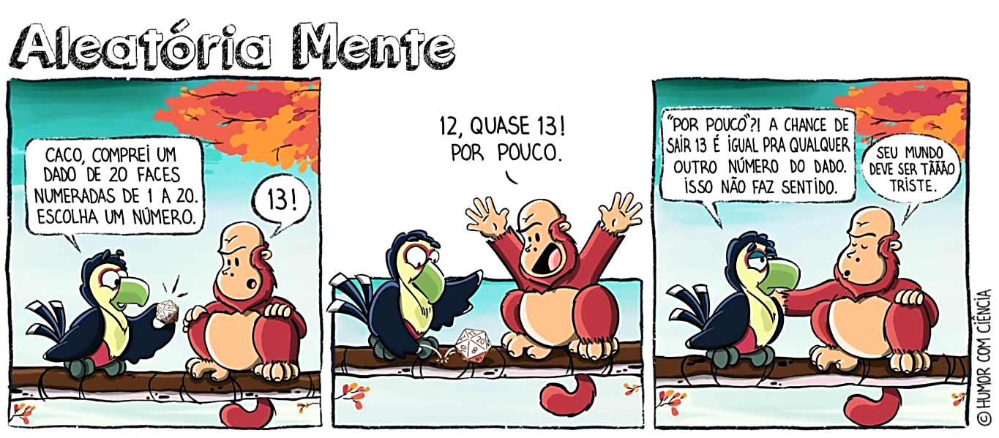 Aleatória Mente
CACO, COMPREI UM
DADO DE 20 FACES
NUMERADAS DE 1 A 20.
ESCOLHA UM NÚMERO.
13!
12, QUASE 13!
POR POUCO.
"POR POUCO"?! A CHANCE DE
SAIR 13 É IGUAL PRA QUALQUER
OUTRO NÚMERO DO DADO.
ISSO NÃO FAZ SENTIDO.
SEU MUNDO
DEVE SER TÃÃÃO
TRISTE.
© HUMOR COM CIÊNCIA